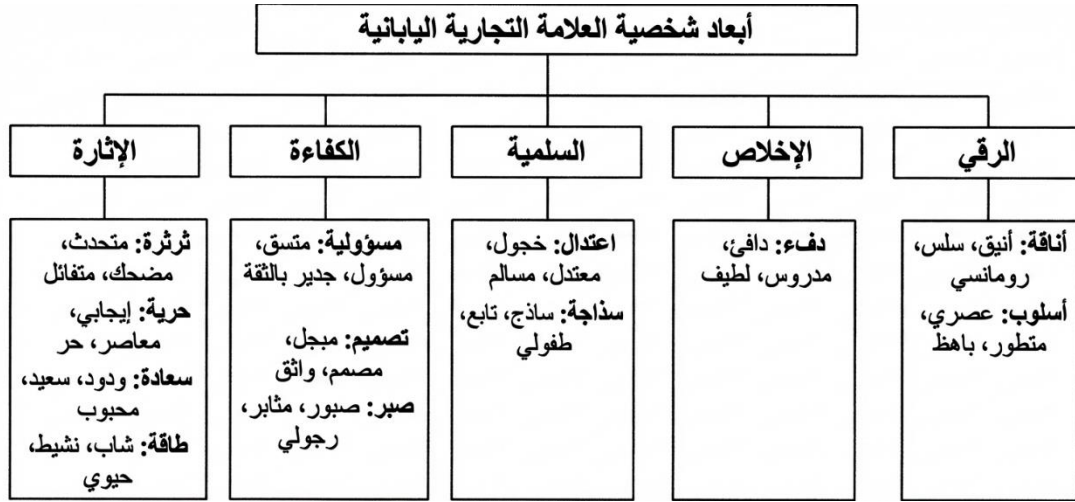 أبعاد شخصية العلامة التجارية اليابانية
الرقي
أناقة: أنيق، سلس،
رومانسي
أسلوب: عصري،
متطور، باهظ
الإخلاص
دفء: دافئ،
مدروس، لطيف
السلمية
اعتدال: خجول،
معتدل، مسالم
سذاجة: ساذج، تابع،
طفولي
الكفاءة
مسؤولية: متسق،
مسؤول، جدير بالثقة
تصميم: مبجل،
مصمم، واثق
صبر: صبور، مثابر،
رجولي
الإثارة
ثرثرة: متحدث،
مضحك، متفائل
حرية: إيجابي،
معاصر، حر
سعادة: ودود، سعيد،
محبوب
طاقة: شاب، نشيط،
حيوي